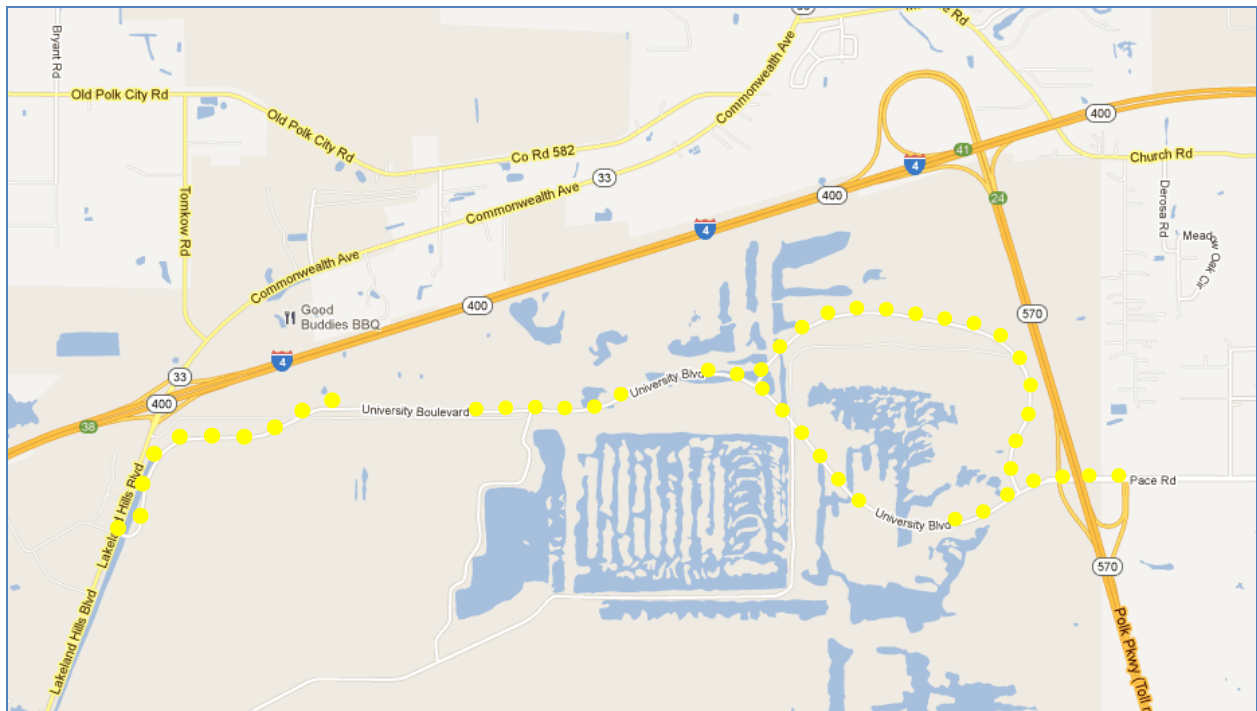 Bryant Rd
Old Polk City Rd
Old Polk City Rd
Tomkow Rd
Co Rd 582
Commonwealth Ave
33
Commonwealth Ave
Commonwealth Ave
400
Church Rd
41
4
400
24
Derosa Rd
Meadow Oak Cir
4
Good
Buddies BBQ
400
570
4
33
400
38
University Boulevard
University Blvd
Lakeland Hills Blvd
University Blvd
Pace Rd
570
Lakeland Hills Blvd
Polk Pkwy (Toll r